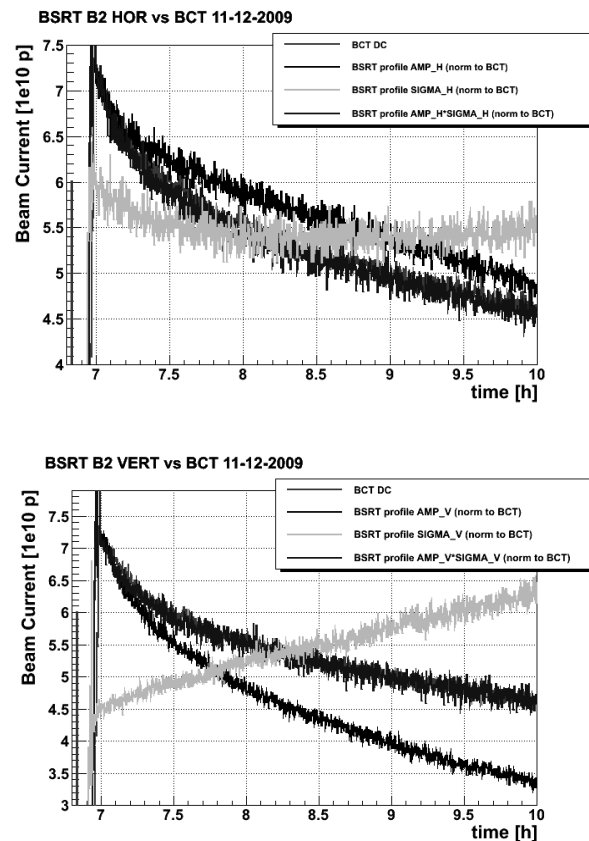 BSRT B2 HOR vs BCT 11-12-2009
BCT DC
BSRT profile AMP_H (norm to BCT)
BSRT profile SIGMA_H (norm to BCT)
BSRT profile AMP_H*SIGMA_H (norm to BCT)
Beam Current [1e10 p]
7.5
7
6.5
6
5.5
5
4.5
4
7 7.5 8 8.5 9 9.5 10
time [h]
BSRT B2 VERT vs BCT 11-12-2009
BCT DC
BSRT profile AMP_V (norm to BCT)
BSRT profile SIGMA_V (norm to BCT)
BSRT profile AMP_V*SIGMA_V (norm to BCT)
Beam Current [1e10 p]
7.5
7
6.5
6
5.5
5
4.5
4
3.5
3
7 7.5 8 8.5 9 9.5 10
time [h]